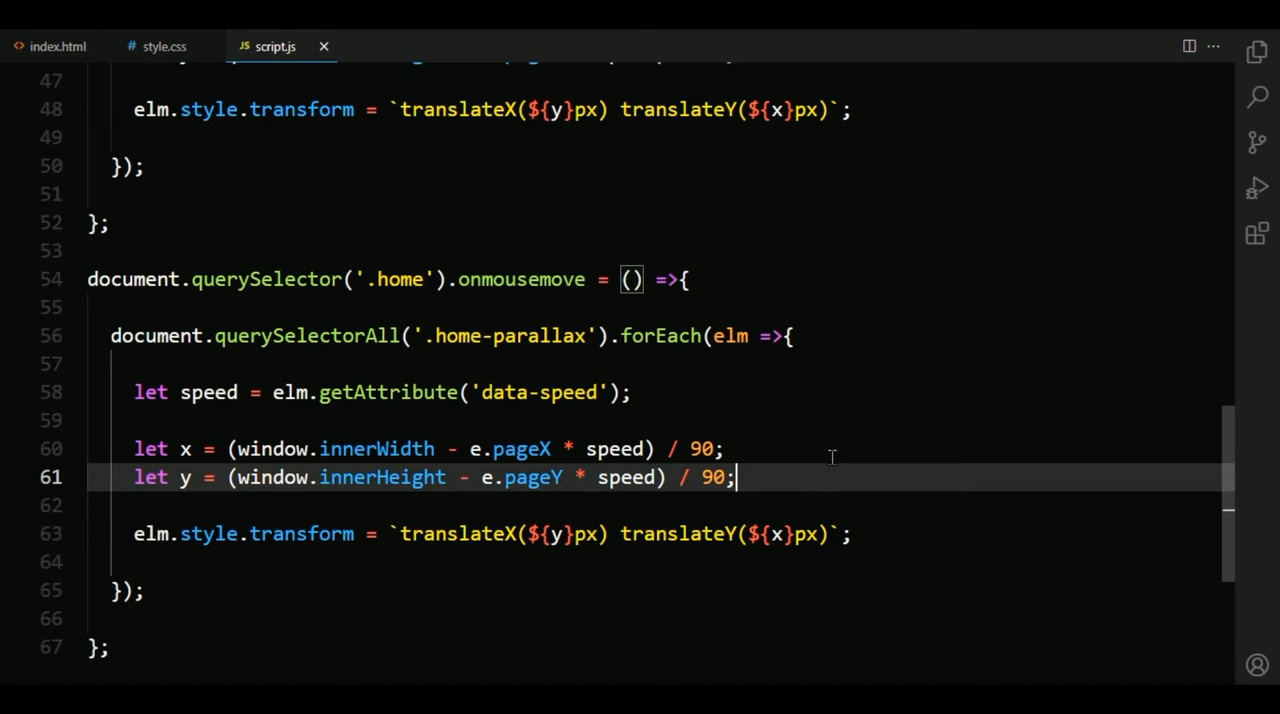 index.html
# style.css
JS script.js
47
48 elm.style.transform = `translateX(${y}px) translateY(${x}px)`;
49
50 });
51
52 };
53
54 document.querySelector('.home').onmousemove = () =>{
55
56 document.querySelectorAll('.home-parallax').forEach(elm =>{
57
58 let speed = elm.getAttribute('data-speed');
59
60 let x = (window.innerWidth - e.pageX * speed) / 90;
61 let y = (window.innerHeight - e.pageY * speed) / 90;
62
63 elm.style.transform = `translateX(${y}px) translateY(${x}px)`;
64
65 });
66
67 };